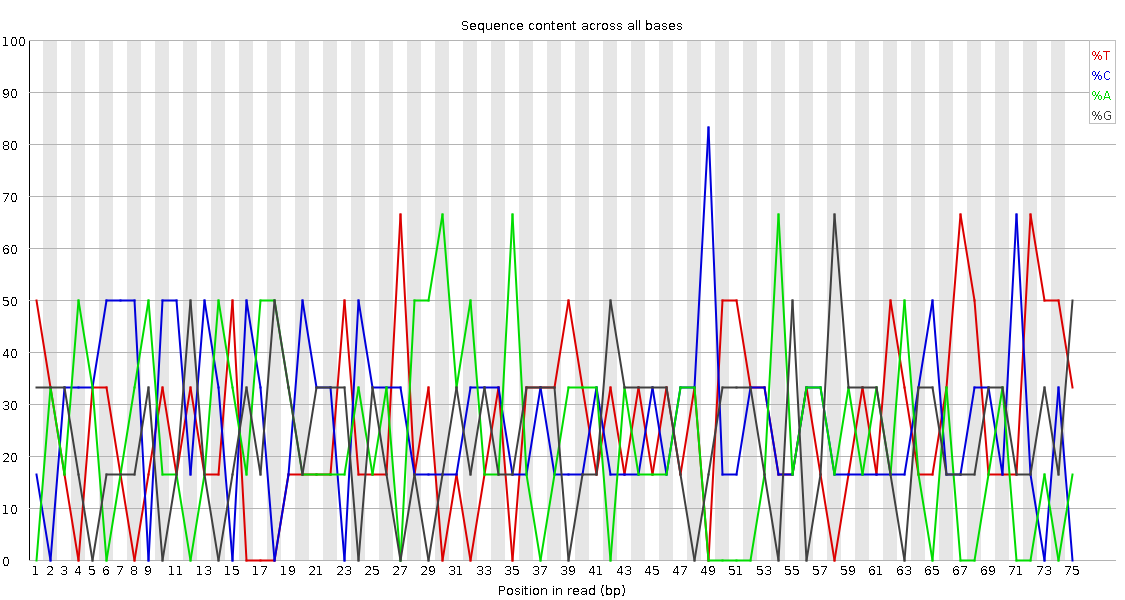 Sequence content across all bases
100
90
80
70
60
50
40
30
20
10
0
%T
%C
%A
%G
1 2 3 4 5 6 7 8 9 11 13 15 17 19 21 23 25 27 29 31 33 35 37 39 41 43 45 47 49 51 53 55 57 59 61 63 65 67 69 71 73 75
Position in read (bp)